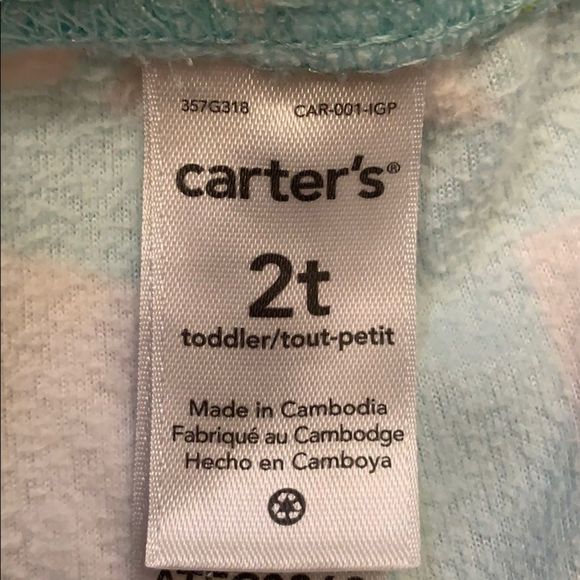 357G318 CAR-001-IGP
carter's®
2t
toddler/tout-petit
Made in Cambodia
Fabriqué au Cambodge
Hecho en Camboya